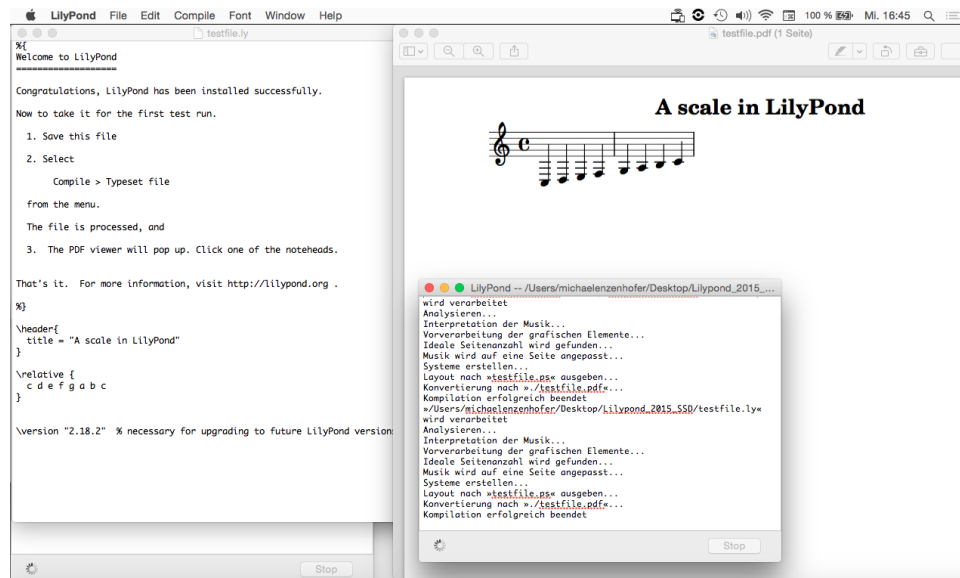 LilyPond File Edit Compile Font Window Help 100 % Mi. 16:45
testfile.ly
%{
Welcome to LilyPond
===================
Congratulations, LilyPond has been installed successfully.
Now to take it for the first test run.
1. Save this file
2. Select
Compile > Typeset file
from the menu.
The file is processed, and
3. The PDF viewer will pop up. Click one of the noteheads.
That's it. For more information, visit http://lilypond.org .
%}
\header{
title = "A scale in LilyPond"
}
\relative {
c d e f g a b c
}
\version "2.18.2" % necessary for upgrading to future LilyPond versions
Stop
testfile.pdf (1 Seite)
A scale in LilyPond
LilyPond -- /Users/michaelenzenhofer/Desktop/Lilypond_2015_...
wird verarbeitet
Analysieren...
Interpretation der Musik...
Vorverarbeitung der grafischen Elemente...
Ideale Seitenanzahl wird gefunden...
Musik wird auf eine Seite angepasst...
Systeme erstellen...
Layout nach »testfile.ps« ausgeben...
Konvertierung nach »./testfile.pdf«...
Kompilation erfolgreich beendet
»/Users/michaelenzenhofer/Desktop/Lilypond_2015_SSD/testfile.ly«
wird verarbeitet
Analysieren...
Interpretation der Musik...
Vorverarbeitung der grafischen Elemente...
Ideale Seitenanzahl wird gefunden...
Musik wird auf eine Seite angepasst...
Systeme erstellen...
Layout nach »testfile.ps« ausgeben...
Konvertierung nach »./testfile.pdf«...
Kompilation erfolgreich beendet
Stop